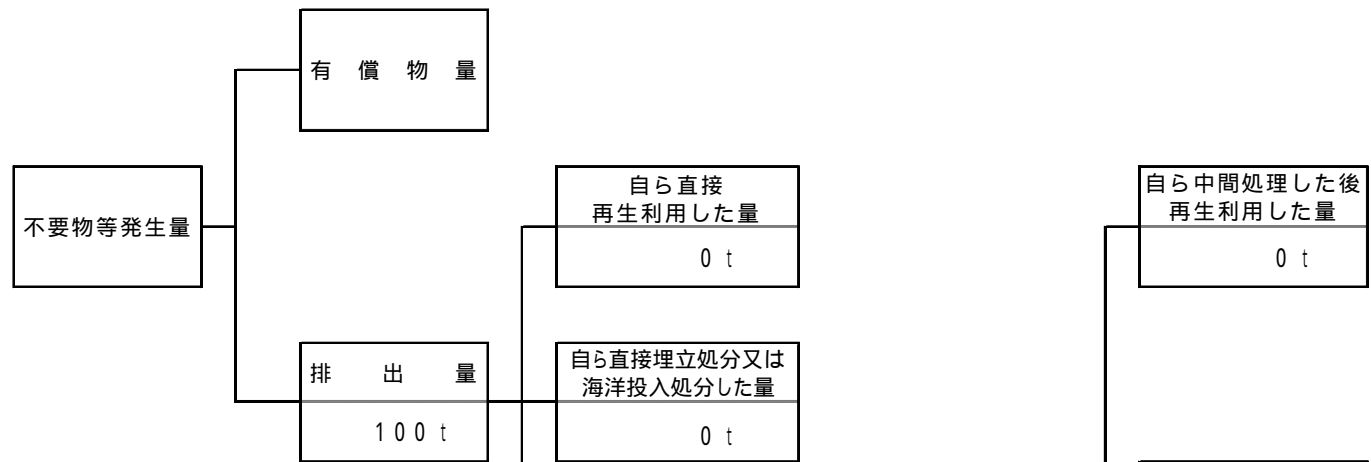 有償物量
不要物等発生量
自ら直接
再生利用した量
0 t
自ら中間処理した後
再生利用した量
0 t
排出量
100 t
自ら直接埋立処分又は
海洋投入処分した量
0 t